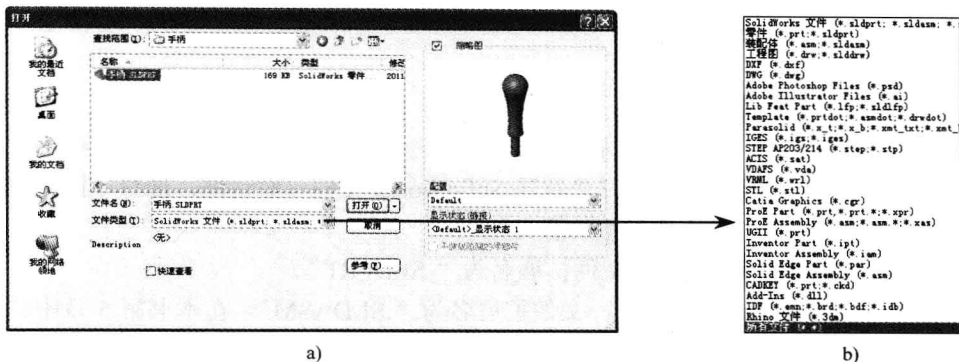 打开
查找范围(I): 手柄
名称 大小 类型 修改
手柄.SLDPRT 169 KB SolidWorks 零件 2011
我的最近文档
桌面
我的文档
收藏
我的网络
文件名(N): 手柄.SLDPRT 打开(O)
文件类型(T): SolidWorks 文件 (*.sldprt; *.sldasm; * 取消
Description <无>
快速查看 参考(F)...
缩略图
配置
Default
显示状态(链接)
<Default>_显示状态 1
a)
SolidWorks 文件 (*.sldprt; *.sldasm; *.
零件 (*.prt;*.sldprt)
装配体 (*.asm;*.sldasm)
工程图 (*.drw;*.slddrw)
DXF (*.dxf)
DWG (*.dwg)
Adobe Photoshop Files (*.psd)
Adobe Illustrator Files (*.ai)
Lib Feat Part (*.lfp;*.sldlfp)
Template (*.prtdot;*.asmdot;*.drwdot)
Parasolid (*.x_t;*.x_b;*.xmt_txt;*.xmt_
IGES (*.igs;*.iges)
STEP AP203/214 (*.step;*.stp)
ACIS (*.sat)
VDAFS (*.vda)
VRML (*.wrl)
STL (*.stl)
Catia Graphics (*.cgr)
ProE Part (*.prt,*.prt.*;*.xpr)
ProE Assembly (*.asm;*.asm.*;*.xas)
UGII (*.prt)
Inventor Part (*.ipt)
Inventor Assembly (*.iam)
Solid Edge Part (*.par)
Solid Edge Assembly (*.asm)
CADKEY (*.prt;*.ckd)
Add-Ins (*.dll)
IDF (*.emn;*.brd;*.bdf;*.idb)
Rhino 文件 (*.3dm)
所有文件 (*.*)
b)